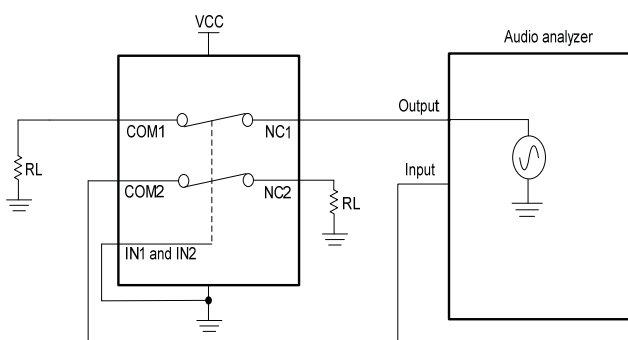 VCC
Audio analyzer
Output
COM1
NC1
RL
Input
COM2
NC2
RL
IN1 and IN2